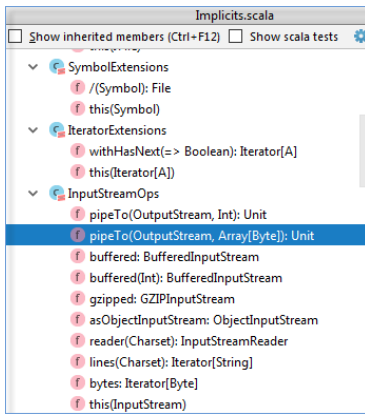 Implicits.scala
Show inherited members (Ctrl+F12) Show scala tests
SymbolExtensions
/(Symbol): File
this(Symbol)
IteratorExtensions
withHasNext(=> Boolean): Iterator[A]
this(Iterator[A])
InputStreamOps
pipeTo(OutputStream, Int): Unit
pipeTo(OutputStream, Array[Byte]): Unit
buffered: BufferedInputStream
buffered(Int): BufferedInputStream
gzipped: GZIPInputStream
asObjectInputStream: ObjectInputStream
reader(Charset): InputStreamReader
lines(Charset): Iterator[String]
bytes: Iterator[Byte]
this(InputStream)